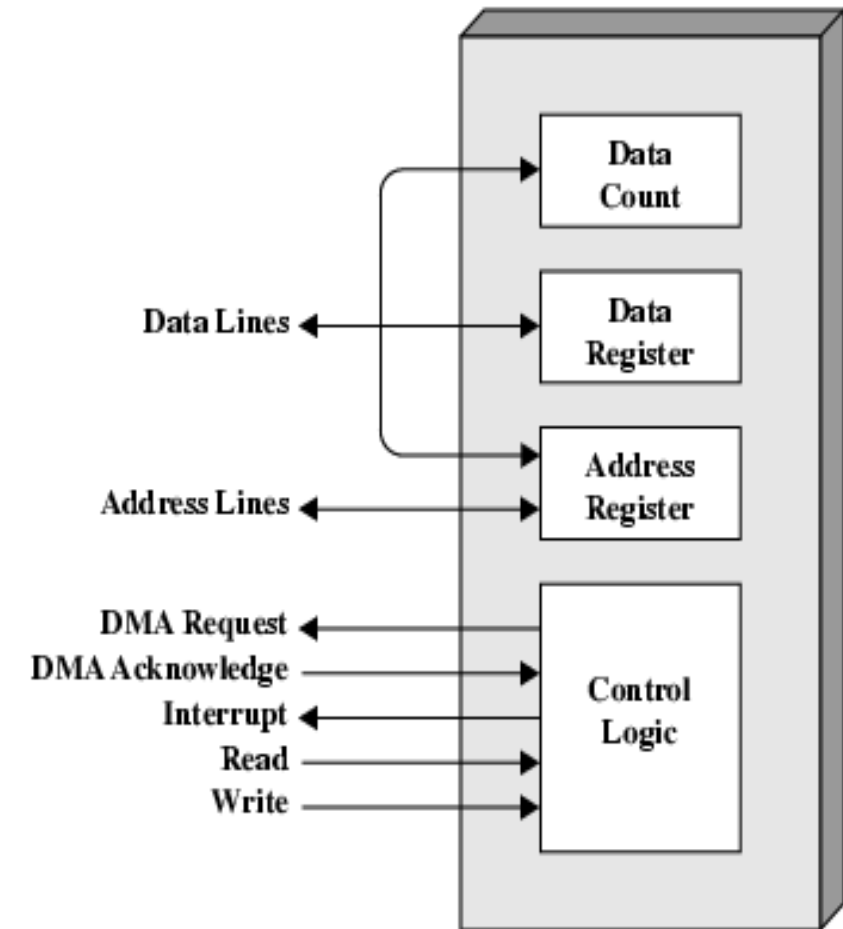 Data
Count
Data Lines
Data
Register
Address Lines
Address
Register
DMA Request
DMA Acknowledge
Interrupt
Read
Write
Control
Logic